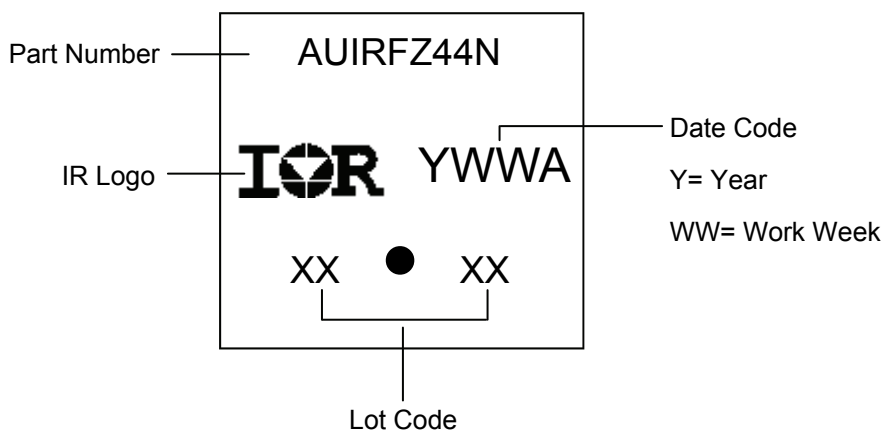 Part Number
AUIRFZ44N
IR Logo
IOR
YWWA
Date Code
Y= Year
WW= Work Week
XX
XX
Lot Code